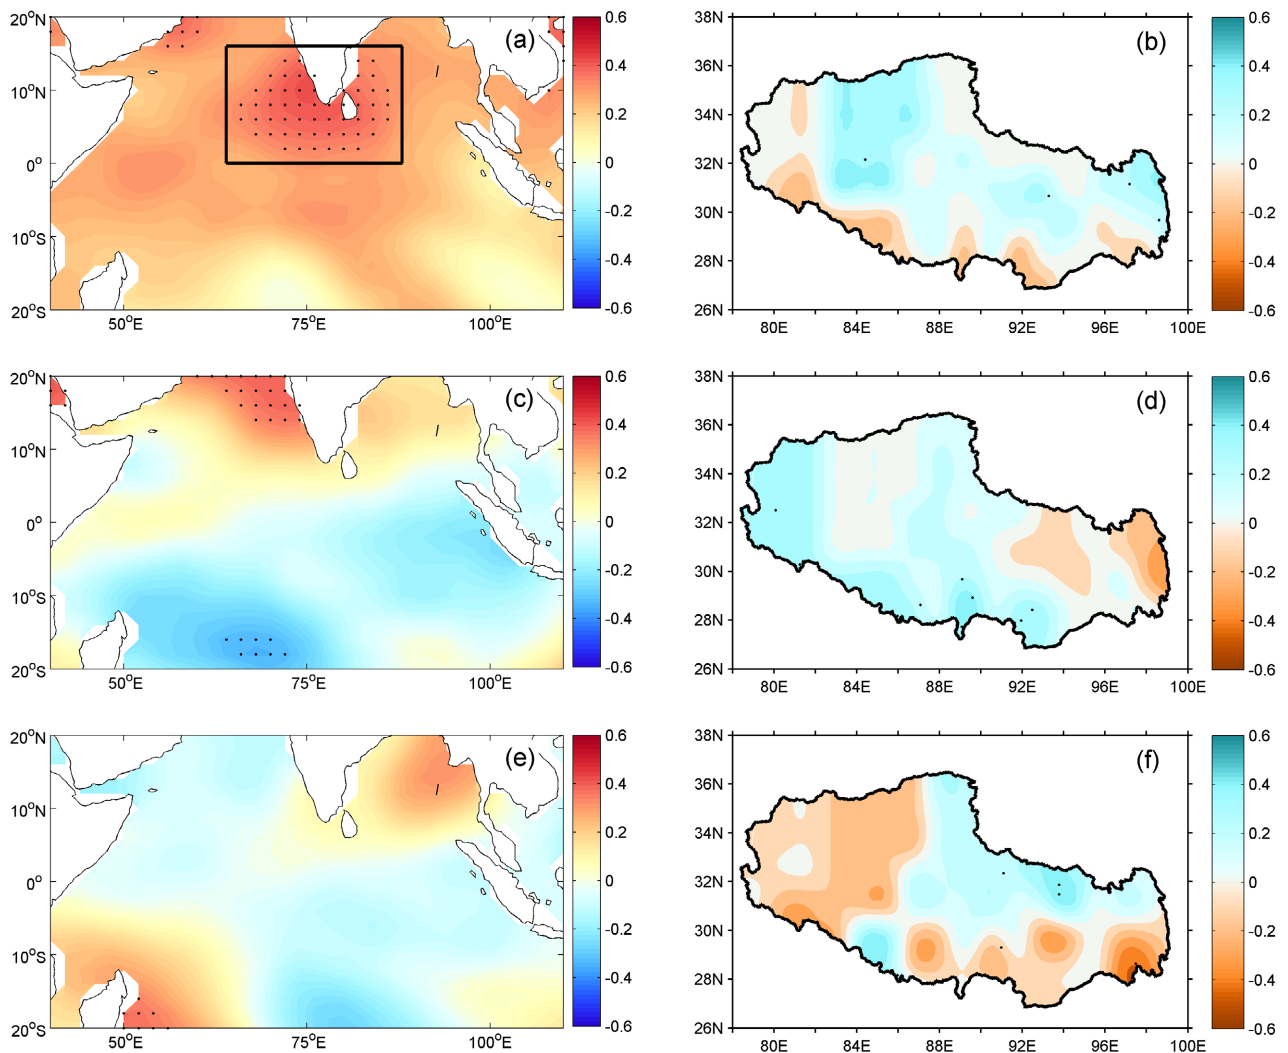 (a)
20°N
10°N
0°
10°S
20°S
50°E
75°E
100°E
0.6
0.4
0.2
0
-0.2
-0.4
-0.6
(b)
38N
36N
34N
32N
30N
28N
26N
80E
84E
88E
92E
96E
100E
0.6
0.4
0.2
0
-0.2
-0.4
-0.6
(c)
20°N
10°N
0°
10°S
20°S
50°E
75°E
100°E
0.6
0.4
0.2
0
-0.2
-0.4
-0.6
(d)
38N
36N
34N
32N
30N
28N
26N
80E
84E
88E
92E
96E
100E
0.6
0.4
0.2
0
-0.2
-0.4
-0.6
(e)
20°N
10°N
0°
10°S
20°S
50°E
75°E
100°E
0.6
0.4
0.2
0
-0.2
-0.4
-0.6
(f)
38N
36N
34N
32N
30N
28N
26N
80E
84E
88E
92E
96E
100E
0.6
0.4
0.2
0
-0.2
-0.4
-0.6